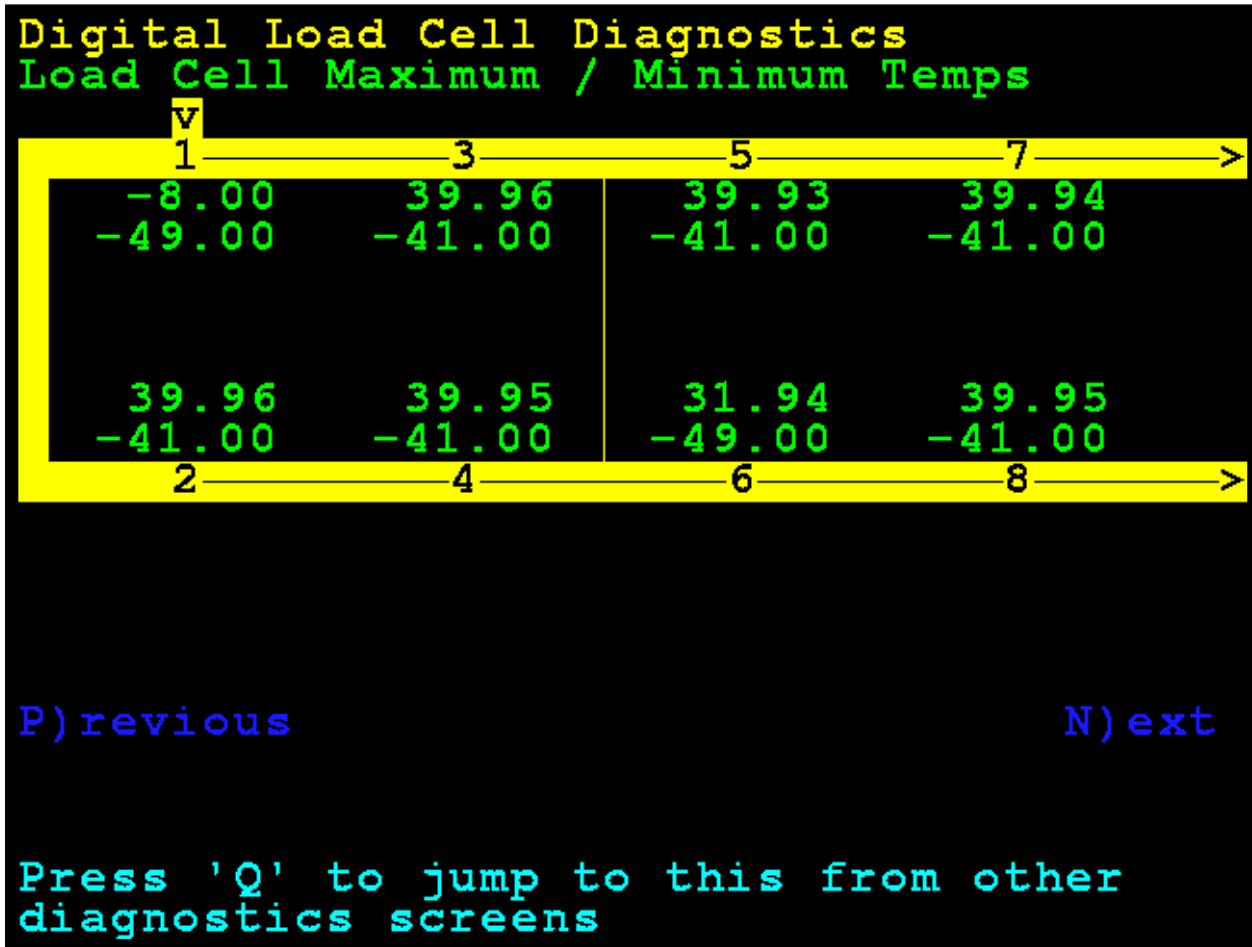 Digital Load Cell Diagnostics
Load Cell Maximum / Minimum Temps
v
1 3 5 7 >
-8.00 39.96 39.93 39.94
-49.00 -41.00 -41.00 -41.00
39.96 39.95 31.94 39.95
-41.00 -41.00 -49.00 -41.00
2 4 6 8 >
P)revious N)ext
Press 'Q' to jump to this from other
diagnostics screens